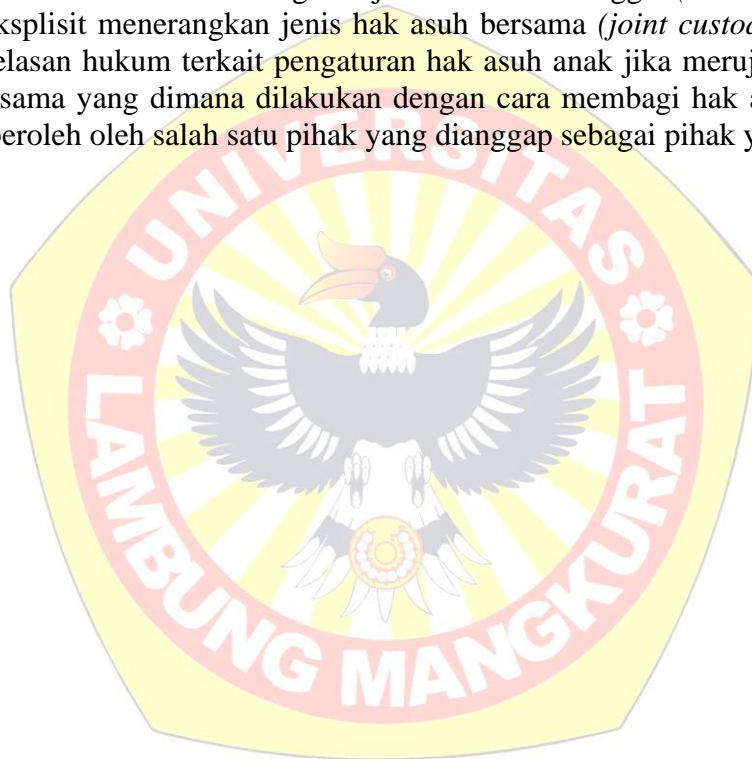 ksplisit menerangkan jenis hak asuh bersama (joint custod
elasan hukum terkait pengaturan hak asuh anak jika meruj
sama yang dimana dilakukan dengan cara membagi hak a
peroleh oleh salah satu pihak yang dianggap sebagai pihak y
UNIVERSITAS
LAMBUNG MANGKURAT